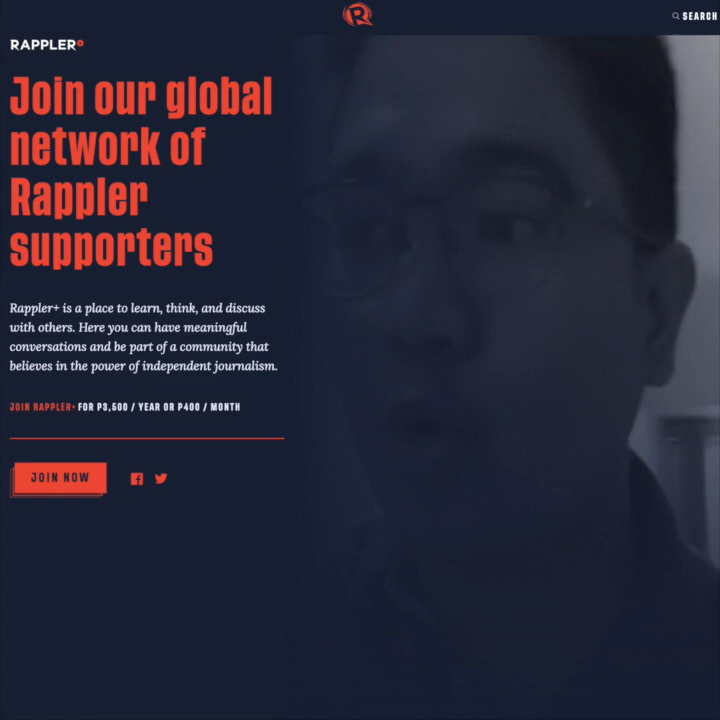 SEARCH
RAPPLER+
Join our global
network of
Rappler
supporters
Rappler+ is a place to learn, think, and discuss
with others. Here you can have meaningful
conversations and be part of a community that
believes in the power of independent journalism.
JOIN RAPPLER+ FOR P3,500 / YEAR OR P400 / MONTH
JOIN NOW